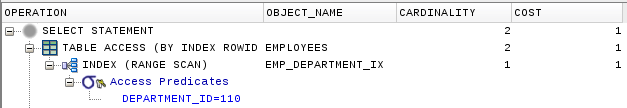 OPERATION OBJECT_NAME CARDINALITY COST
SELECT STATEMENT 2 1
TABLE ACCESS (BY INDEX ROWID EMPLOYEES 2 1
INDEX (RANGE SCAN) EMP_DEPARTMENT_IX 1 1
Access Predicates
DEPARTMENT_ID=110